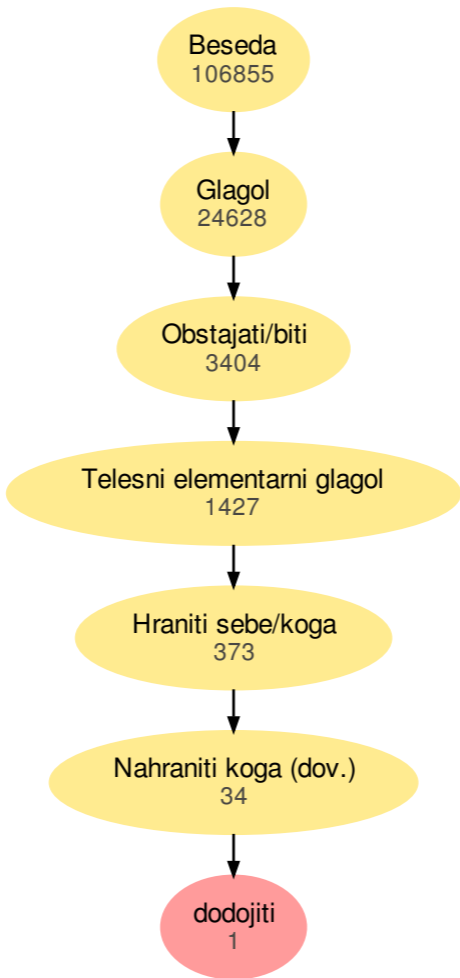 Beseda
106855
Glagol
24628
Obstajati/biti
3404
Telesni elementarni glagol
1427
Hraniti sebe/koga
373
Nahraniti koga (dov.)
34
dodojiti
1